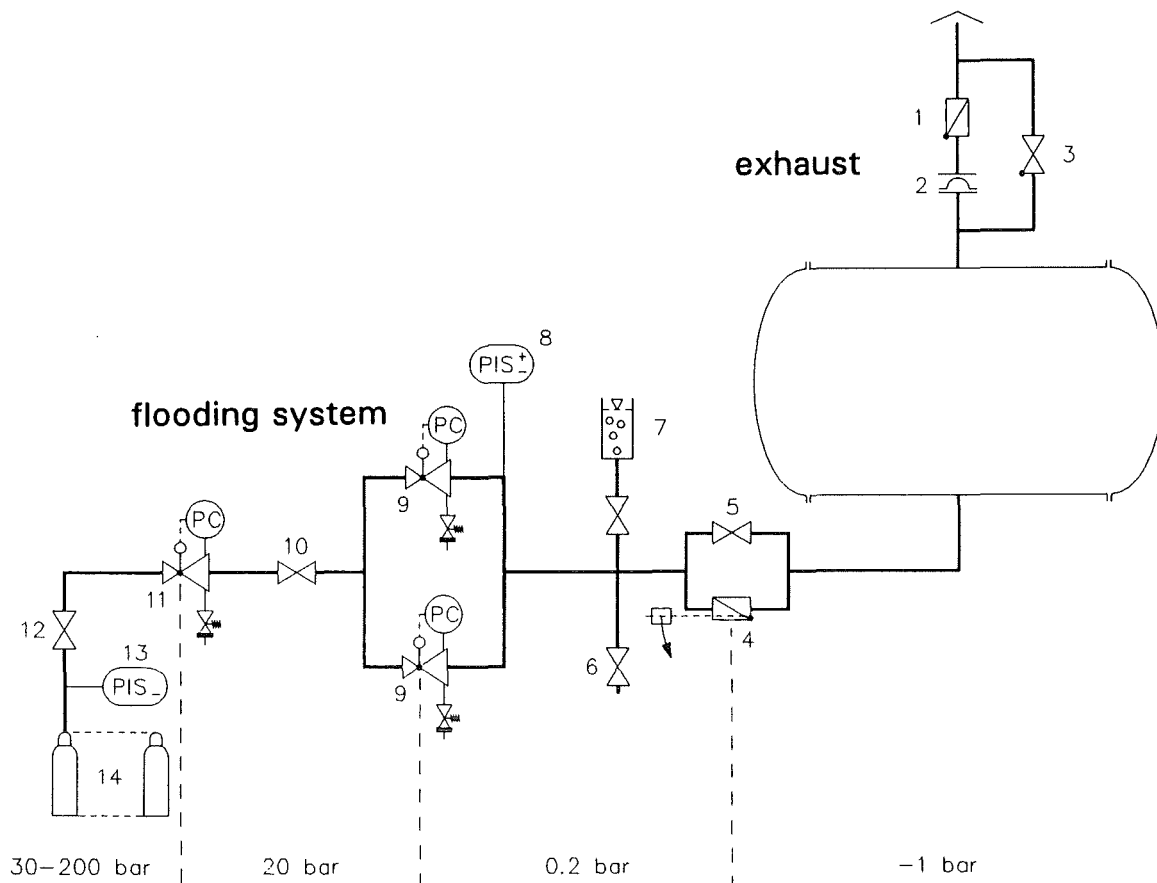 1
exhaust
2
3
8
PIS+-
flooding system
PC
7
9
PC
5
10
11
PC
12
4
13
6
PIS-
9
14
30-200 bar
20 bar
0.2 bar
-1 bar